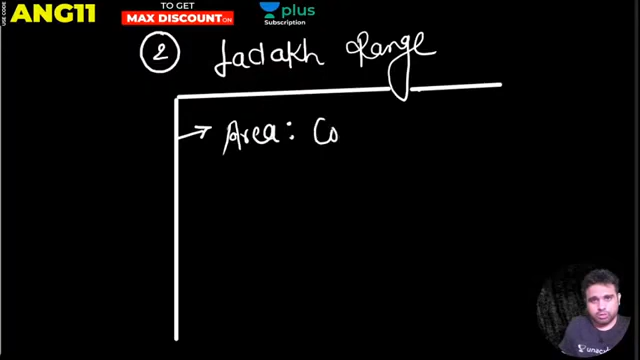 USE CODE
ANG11
TO GET
MAX DISCOUNT ON
plus
Subscription
2 Ladakh Range
→ Area: Co